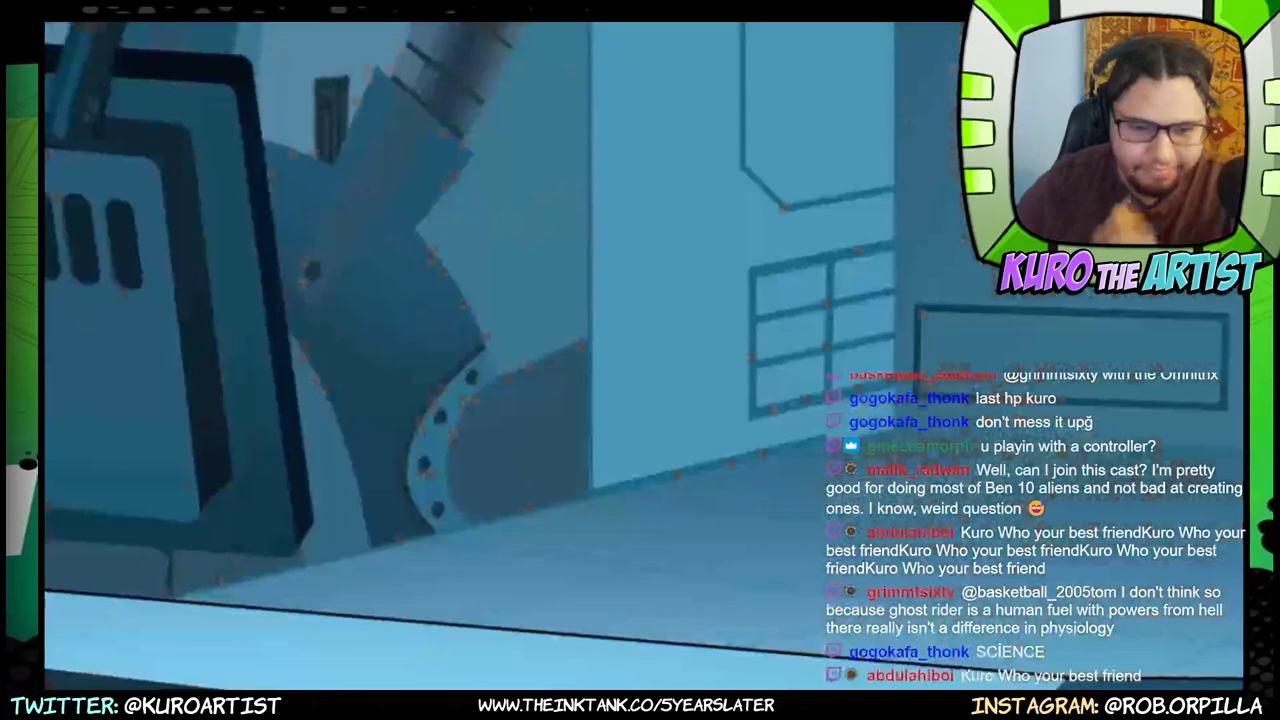 KURO THE ARTIST
@grimmtsixty with the Omnitrix
gogokafa_thonk last hp kuro
gogokafa_thonk don't mess it upğ
u playin with a controller?
malik_radwim Well, can I join this cast? I'm pretty
good for doing most of Ben 10 aliens and not bad at creating
ones. I know, weird question 😅
abdulahiboi Kuro Who your best friendKuro Who your
best friendKuro Who your best friendKuro Who your best
friendKuro Who your best friend
grimmtsixty @basketball_2005tom I don't think so
because ghost rider is a human fuel with powers from hell
there really isn't a difference in physiology
gogokafa_thonk SCİENCE
abdulahiboi Kuro Who your best friend
TWITTER: @KUROARTIST
WWW.THEINKTANK.CO/5YEARSLATER
INSTAGRAM: @ROB.ORPILLA